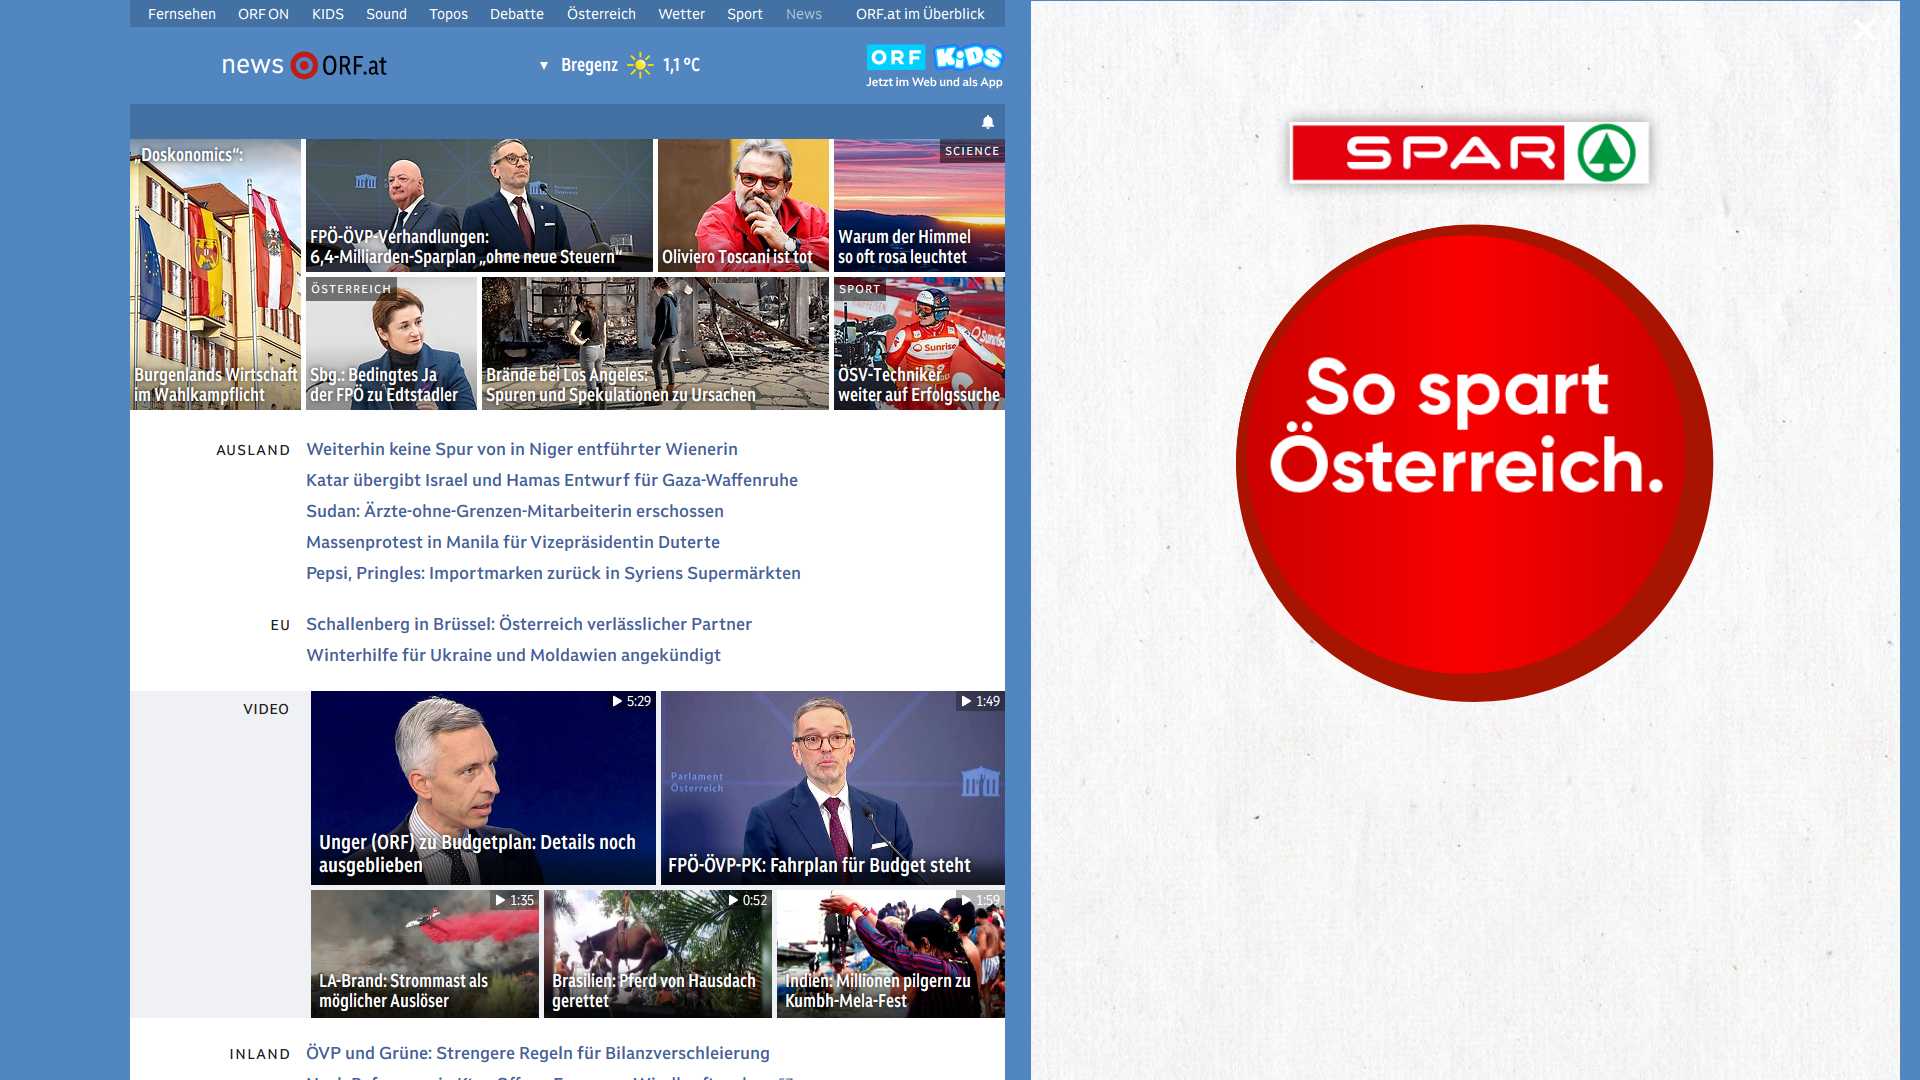 Fernsehen ORF ON KIDS Sound Topos Debatte Österreich Wetter Sport News ORF.at im Überblick
news ORF.at
▼ Bregenz 1,1 °C
ORF KiDS
Jetzt im Web und als App
„Doskonomics“:
Burgenlands Wirtschaft
im Wahlkampflicht
Parlament
Österreich
FPÖ-ÖVP-Verhandlungen:
6,4-Milliarden-Sparplan „ohne neue Steuern“
Oliviero Toscani ist tot
SCIENCE
Warum der Himmel
so oft rosa leuchtet
ÖSTERREICH
Sbg.: Bedingtes Ja
der FPÖ zu Edtstadler
Brände bei Los Angeles:
Spuren und Spekulationen zu Ursachen
SPORT
Sunrise
ÖSV-Techniker
weiter auf Erfolgssuche
AUSLAND
Weiterhin keine Spur von in Niger entführter Wienerin
Katar übergibt Israel und Hamas Entwurf für Gaza-Waffenruhe
Sudan: Ärzte-ohne-Grenzen-Mitarbeiterin erschossen
Massenprotest in Manila für Vizepräsidentin Duterte
Pepsi, Pringles: Importmarken zurück in Syriens Supermärkten
EU
Schallenberg in Brüssel: Österreich verlässlicher Partner
Winterhilfe für Ukraine und Moldawien angekündigt
VIDEO
5:29
Unger (ORF) zu Budgetplan: Details noch
ausgeblieben
1:49
Parlament
Österreich
FPÖ-ÖVP-PK: Fahrplan für Budget steht
1:35
LA-Brand: Strommast als
möglicher Auslöser
0:52
Brasilien: Pferd von Hausdach
gerettet
1:59
Indien: Millionen pilgern zu
Kumbh-Mela-Fest
INLAND
ÖVP und Grüne: Strengere Regeln für Bilanzverschleierung
SPAR
So spart
Österreich.